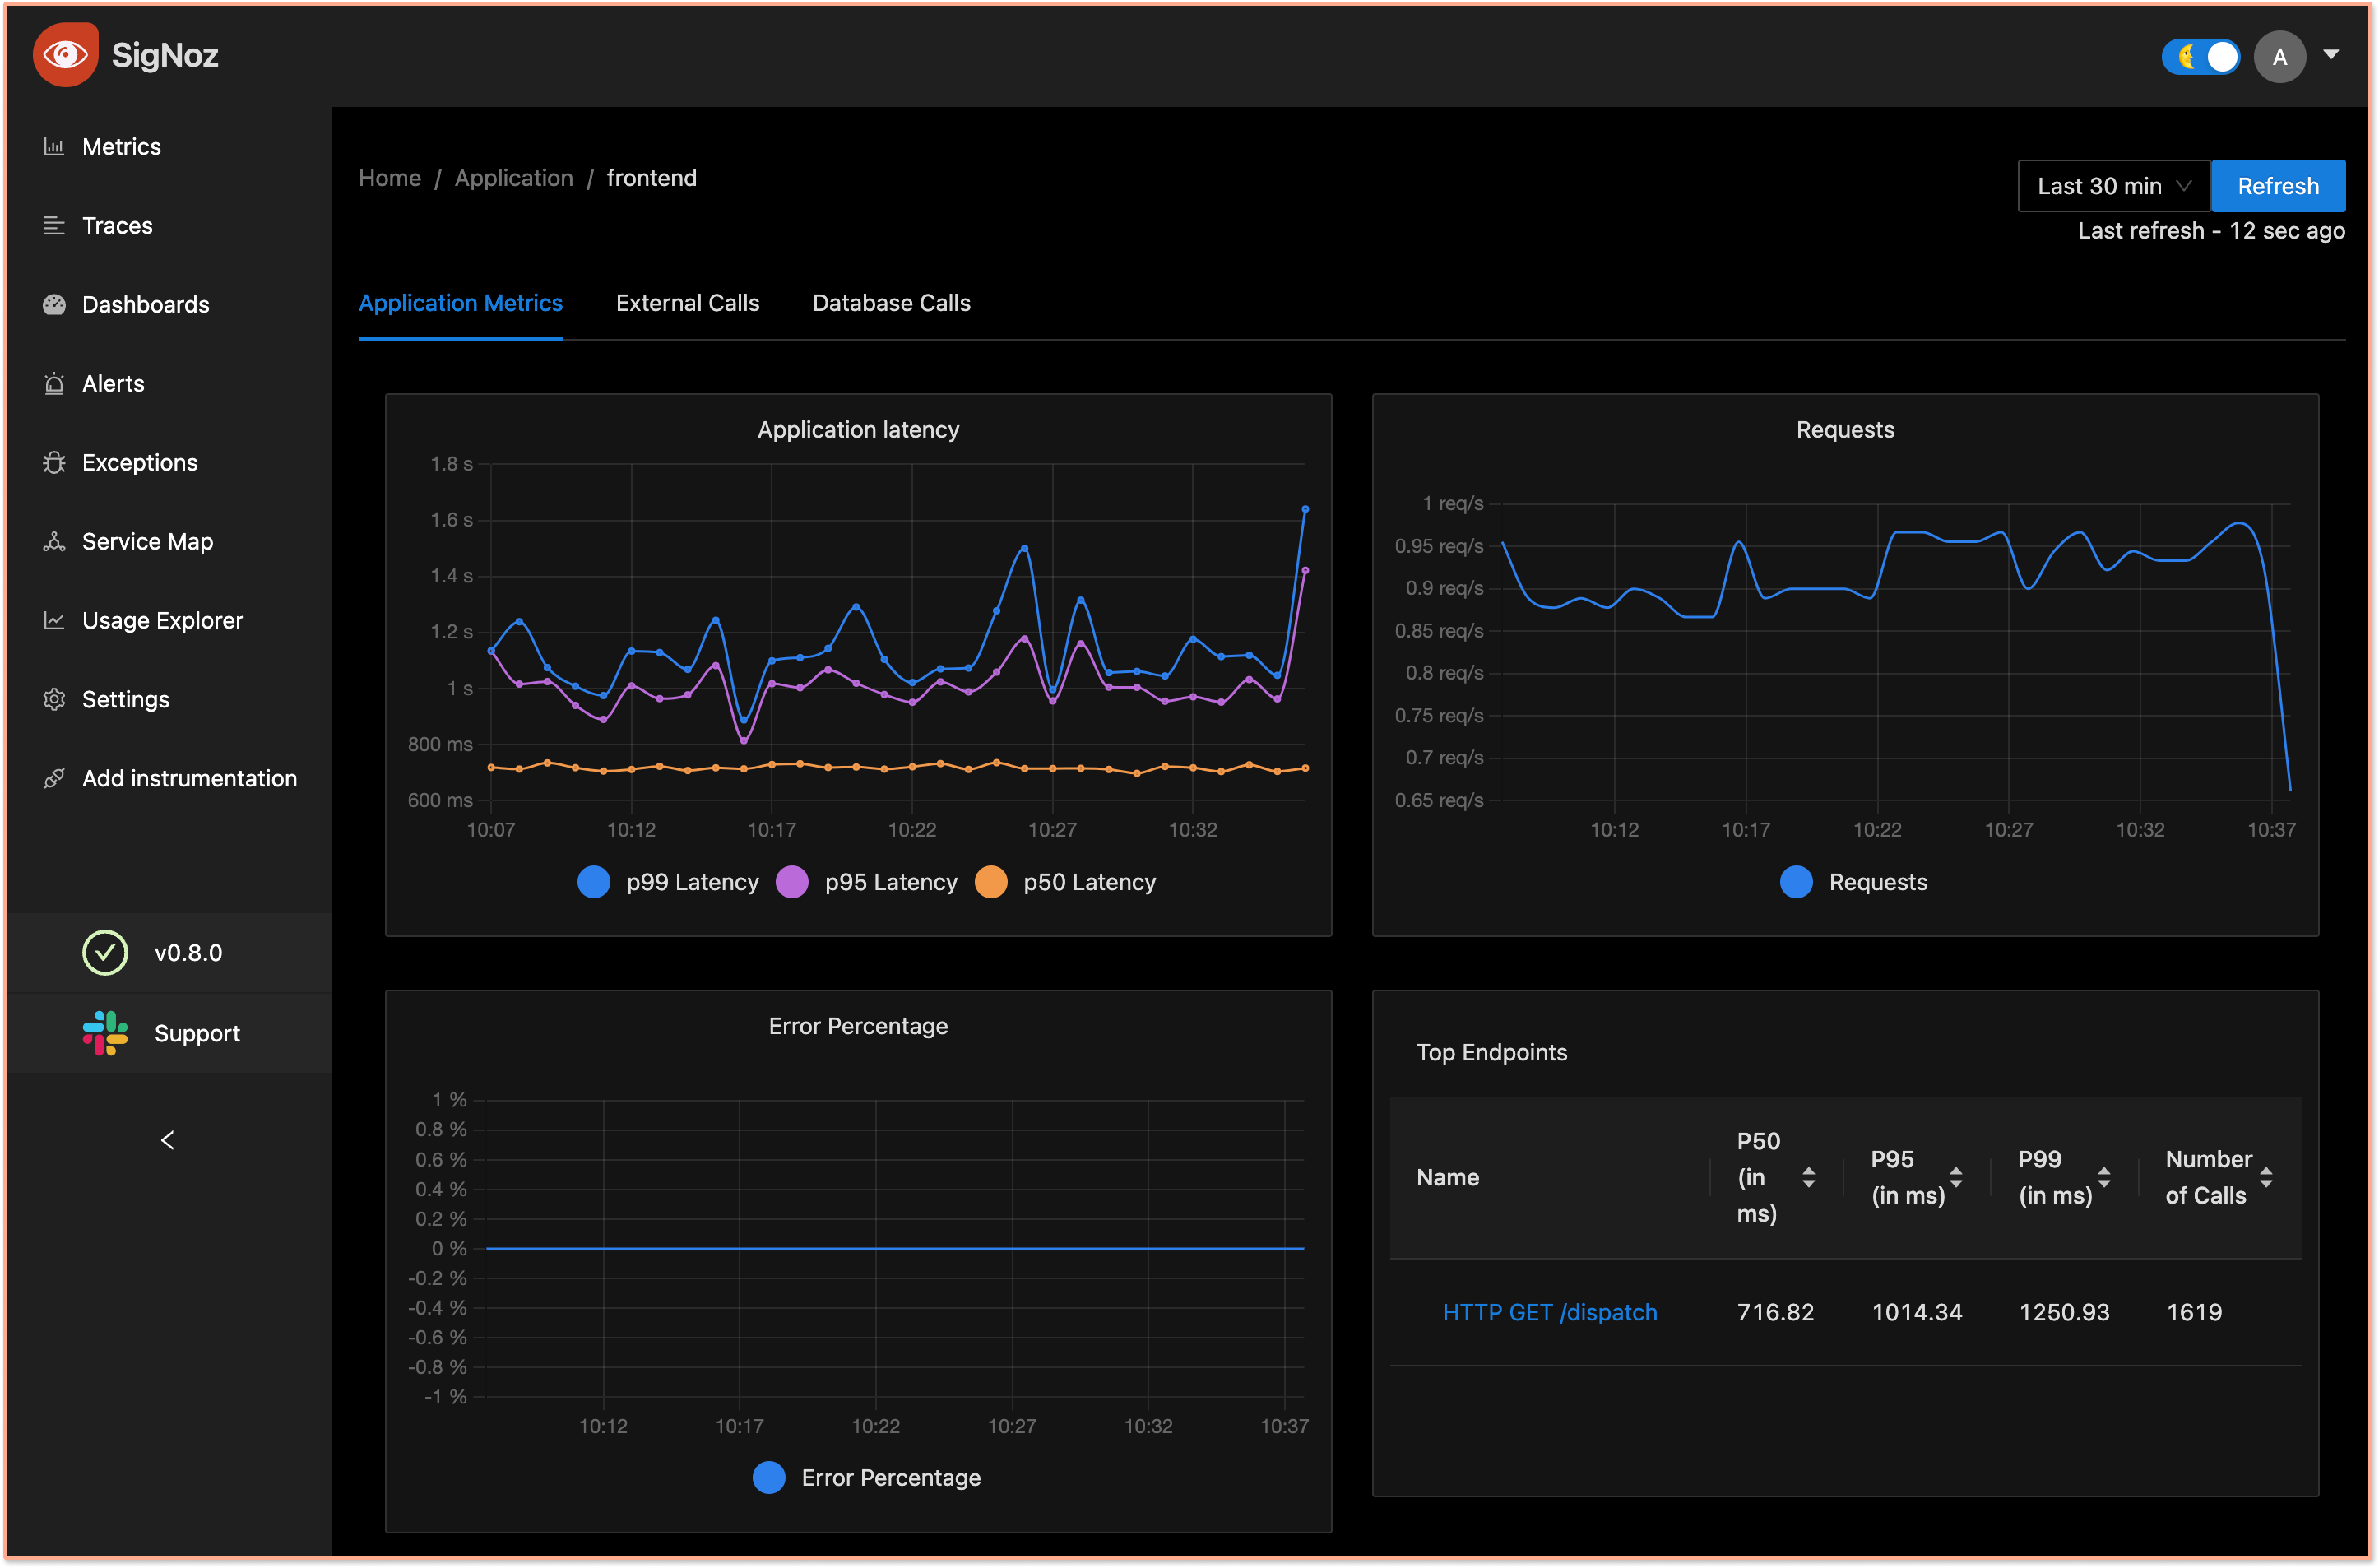 SigNoz
A
Metrics
Traces
Dashboards
Alerts
Exceptions
Service Map
Usage Explorer
Settings
Add instrumentation
v0.8.0
Support
Home / Application / frontend
Last 30 min
Refresh
Last refresh - 12 sec ago
Application Metrics
External Calls
Database Calls
Application latency
1.8 s
1.6 s
1.4 s
1.2 s
1 s
800 ms
600 ms
10:07 10:12 10:17 10:22 10:27 10:32
p99 Latency p95 Latency p50 Latency
Requests
1 req/s
0.95 req/s
0.9 req/s
0.85 req/s
0.8 req/s
0.75 req/s
0.7 req/s
0.65 req/s
10:12 10:17 10:22 10:27 10:32 10:37
Requests
Error Percentage
1 %
0.8 %
0.6 %
0.4 %
0.2 %
0 %
-0.2 %
-0.4 %
-0.6 %
-0.8 %
-1 %
10:12 10:17 10:22 10:27 10:32 10:37
Error Percentage
Top Endpoints
Name
P50
(in
ms)
P95
(in ms)
P99
(in ms)
Number
of Calls
HTTP GET /dispatch 716.82 1014.34 1250.93 1619